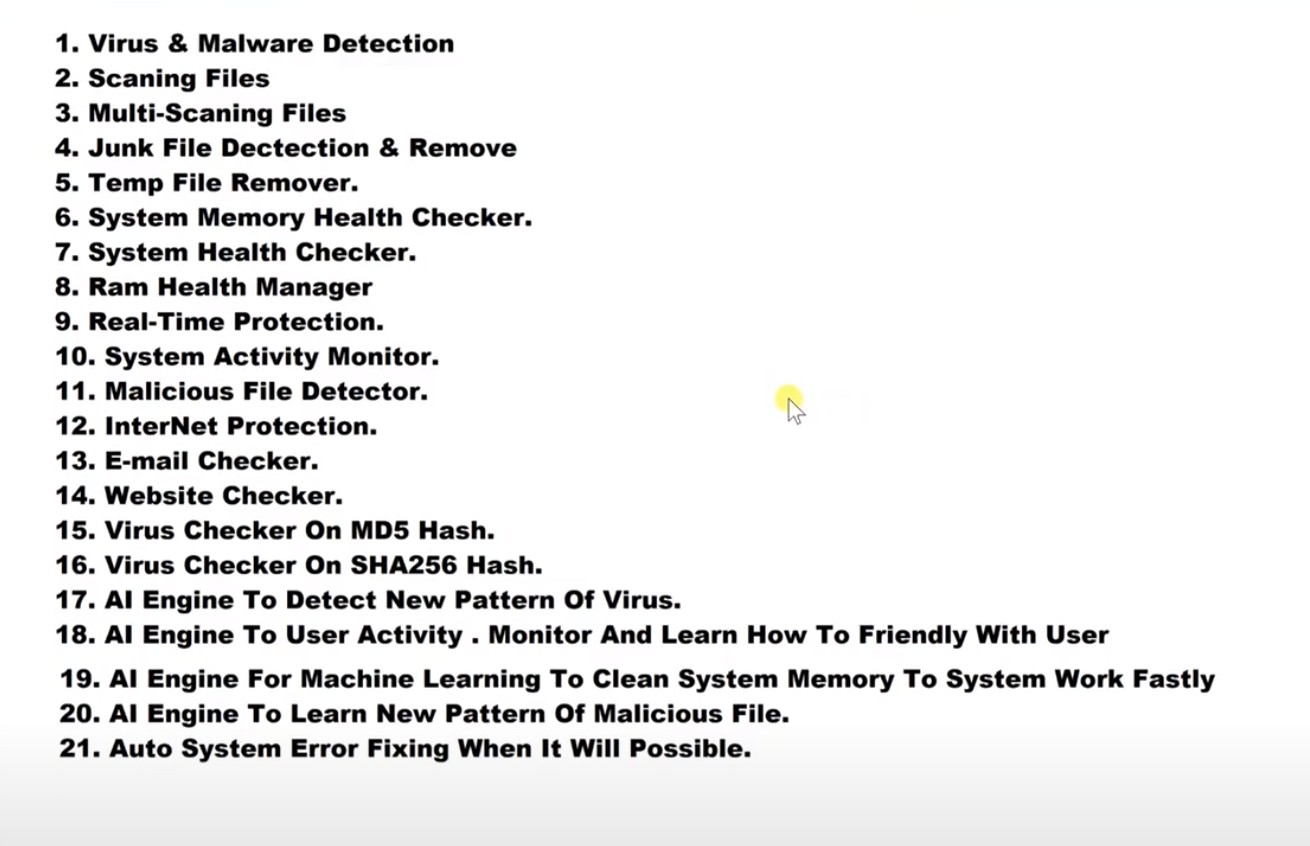 1. Virus & Malware Detection
2. Scaning Files
3. Multi-Scaning Files
4. Junk File Dectection & Remove
5. Temp File Remover.
6. System Memory Health Checker.
7. System Health Checker.
8. Ram Health Manager
9. Real-Time Protection.
10. System Activity Monitor.
11. Malicious File Detector.
12. InterNet Protection.
13. E-mail Checker.
14. Website Checker.
15. Virus Checker On MD5 Hash.
16. Virus Checker On SHA256 Hash.
17. AI Engine To Detect New Pattern Of Virus.
18. AI Engine To User Activity . Monitor And Learn How To Friendly With User
19. AI Engine For Machine Learning To Clean System Memory To System Work Fastly
20. AI Engine To Learn New Pattern Of Malicious File.
21. Auto System Error Fixing When It Will Possible.